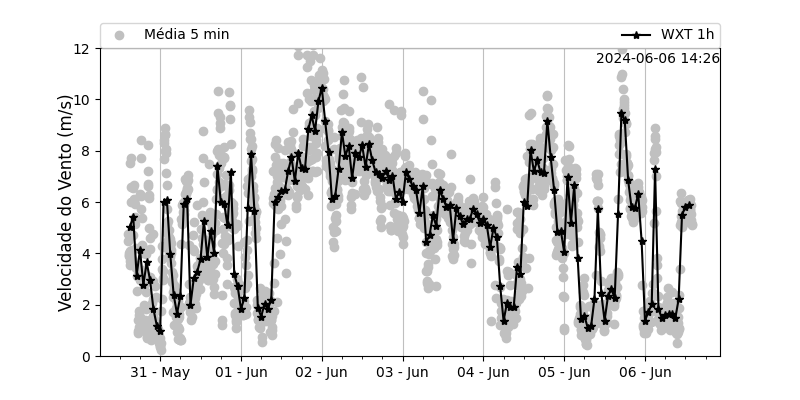 Média 5 min
WXT 1h
2024-06-06 14:26
Velocidade do Vento (m/s)
12
10
8
6
4
2
0
31 - May
01 - Jun
02 - Jun
03 - Jun
04 - Jun
05 - Jun
06 - Jun